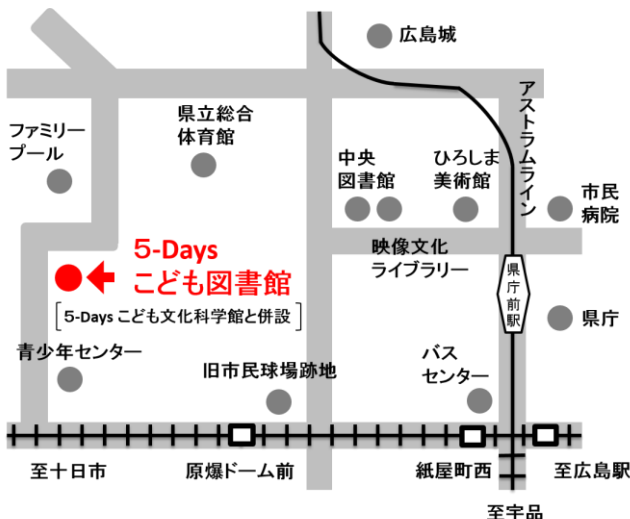 広島城
県立総合
体育館
ファミリー
プール
中央
図書館
ひろしま
美術館
アストラムライン
市民
病院
5-Days
こども図書館
5-Days こども文化科学館と併設
映像文化
ライブラリー
県庁前駅
県庁
青少年センター
旧市民球場跡地
バス
センター
至十日市
原爆ドーム前
紙屋町西
至広島駅
至宇品